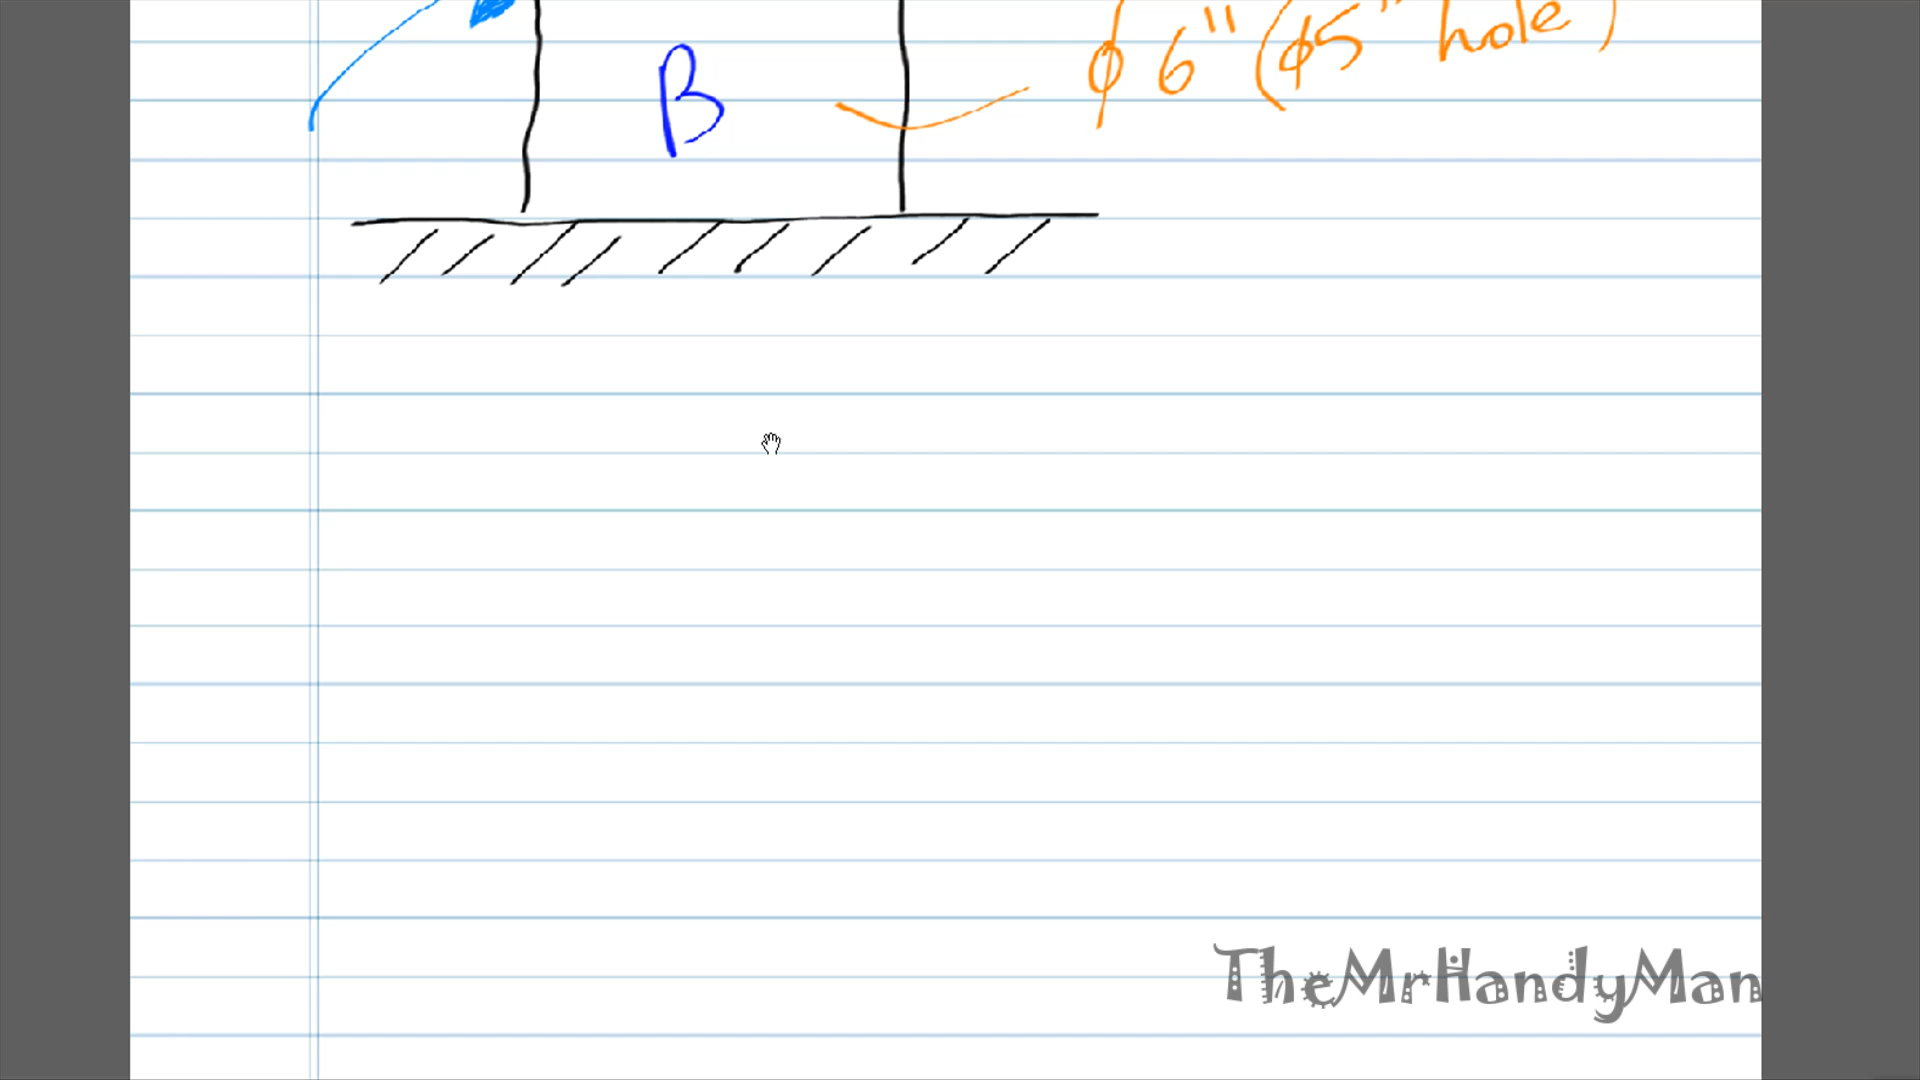 ϕ 6" (ϕ5" hole)
B
TheMrHandyMan